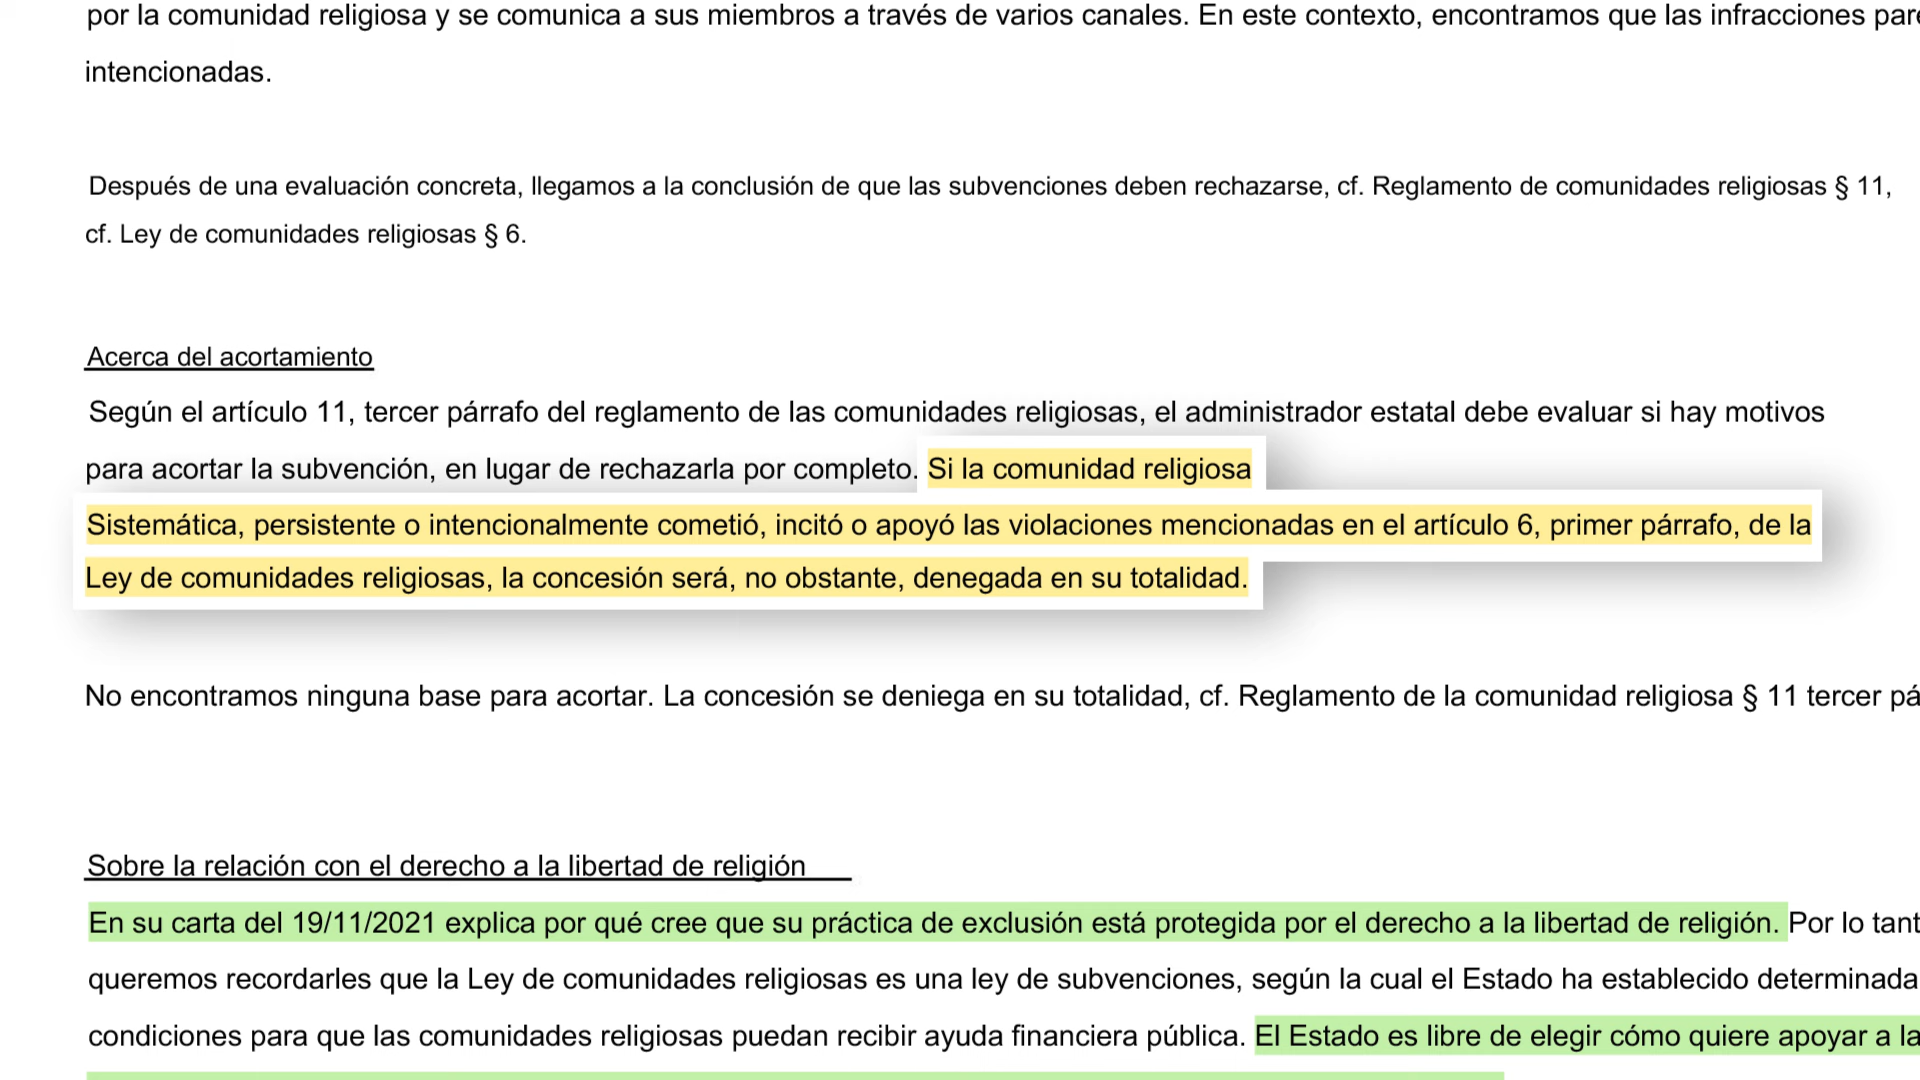 por la comunidad religiosa y se comunica a sus miembros a través de varios canales. En este contexto, encontramos que las infracciones
intencionadas.
Después de una evaluación concreta, llegamos a la conclusión de que las subvenciones deben rechazarse, cf. Reglamento de comunidades religiosas § 11,
cf. Ley de comunidades religiosas § 6.
Acerca del acortamiento
Según el artículo 11, tercer párrafo del reglamento de las comunidades religiosas, el administrador estatal debe evaluar si hay motivos
para acortar la subvención, en lugar de rechazarla por completo. Si la comunidad religiosa
Sistemática, persistente o intencionalmente cometió, incitó o apoyó las violaciones mencionadas en el artículo 6, primer párrafo, de la
Ley de comunidades religiosas, la concesión será, no obstante, denegada en su totalidad.
No encontramos ninguna base para acortar. La concesión se deniega en su totalidad, cf. Reglamento de la comunidad religiosa § 11 tercer
Sobre la relación con el derecho a la libertad de religión
En su carta del 19/11/2021 explica por qué cree que su práctica de exclusión está protegida por el derecho a la libertad de religión. Por lo
queremos recordarles que la Ley de comunidades religiosas es una ley de subvenciones, según la cual el Estado ha establecido
condiciones para que las comunidades religiosas puedan recibir ayuda financiera pública. El Estado es libre de elegir cómo quiere apoyar a